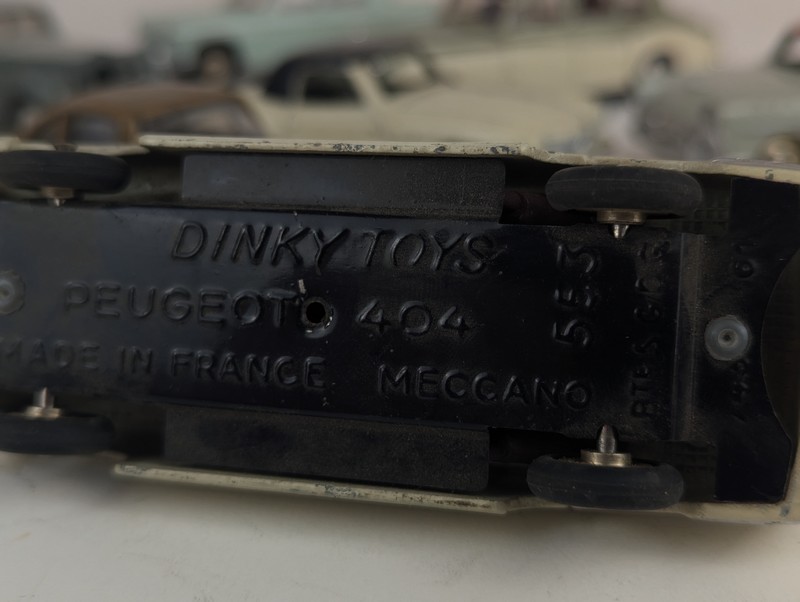 DINKY TOYS
PEUGEOT 404
MADE IN FRANCE MECCANO
553